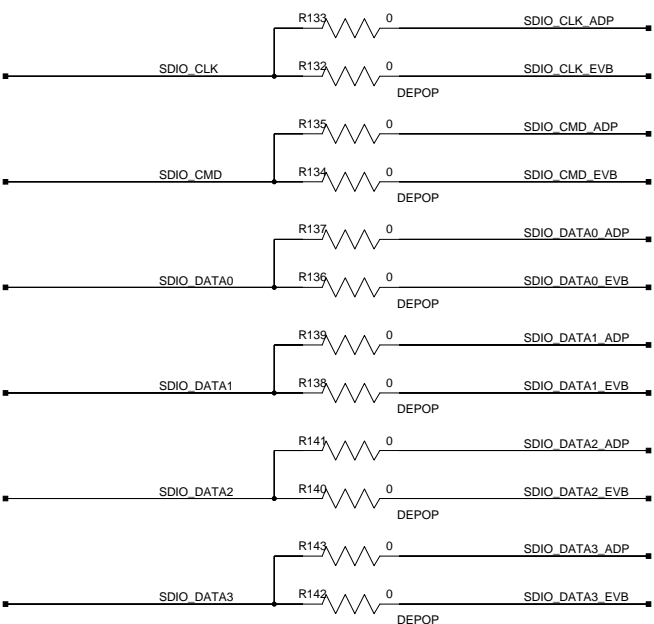 R133 0 SDIO_CLK_ADP
SDIO_CLK R132 0 SDIO_CLK_EVB
DEPOP
R135 0 SDIO_CMD_ADP
SDIO_CMD R134 0 SDIO_CMD_EVB
DEPOP
R137 0 SDIO_DATA0_ADP
SDIO_DATA0 R136 0 SDIO_DATA0_EVB
DEPOP
R139 0 SDIO_DATA1_ADP
SDIO_DATA1 R138 0 SDIO_DATA1_EVB
DEPOP
R141 0 SDIO_DATA2_ADP
SDIO_DATA2 R140 0 SDIO_DATA2_EVB
DEPOP
R143 0 SDIO_DATA3_ADP
SDIO_DATA3 R142 0 SDIO_DATA3_EVB
DEPOP